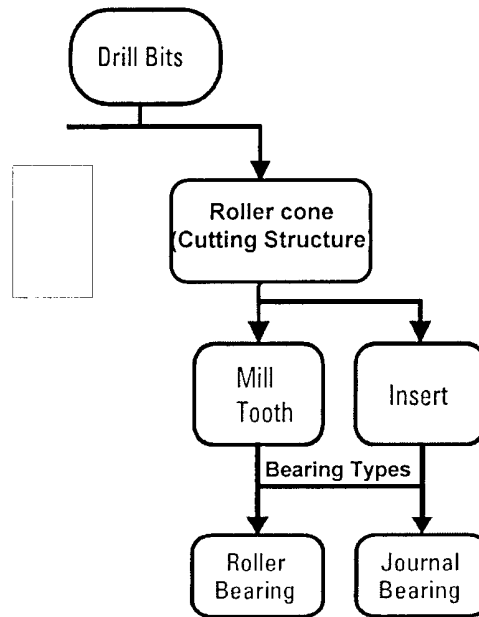 Drill Bits
Roller cone
(Cutting Structure)
Mill
Tooth
Insert
Bearing Types
Roller
Bearing
Journal
Bearing